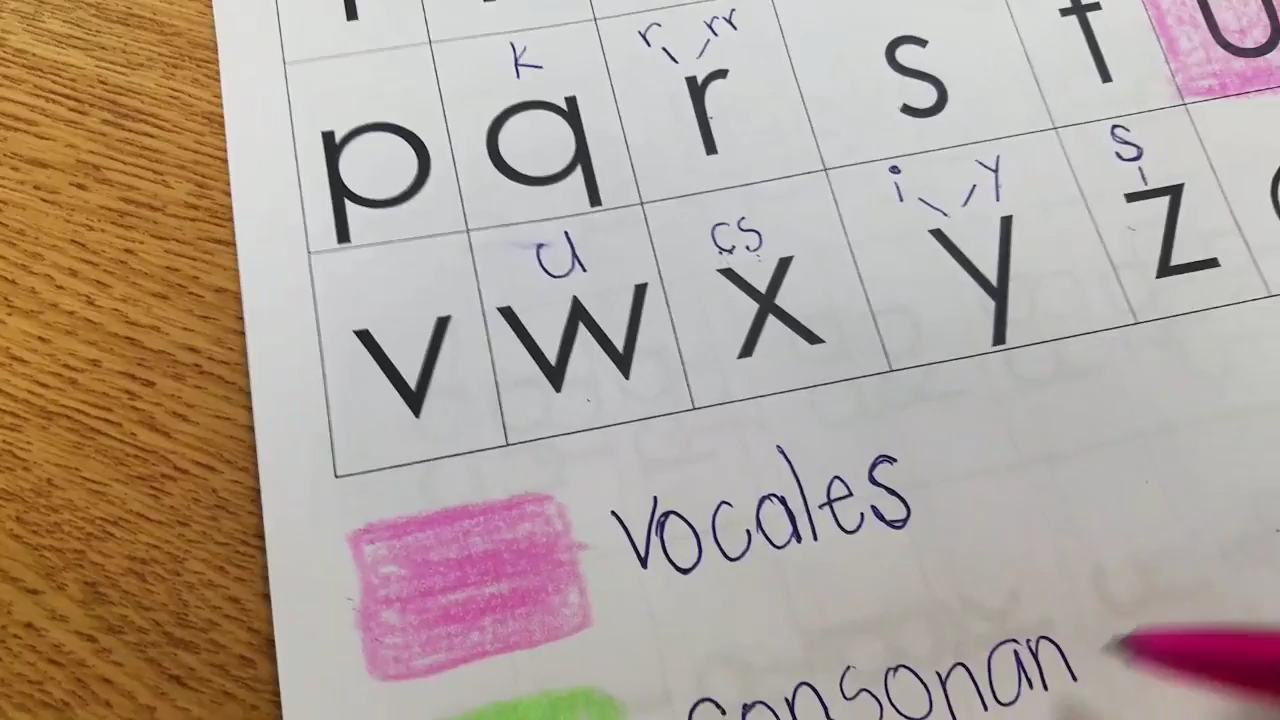 k r rr
p q r s t u
u cs i y s
v w x y z
vocales
consonan